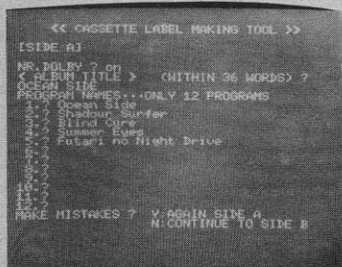 << CASSETTE LABEL MAKING TOOL >>
[SIDE A]
NR.DOLBY ? on
< ALBUM TITLE > (WITHIN 36 WORDS) ?
OCEAN SIDE
PROGRAM NAMES···ONLY 12 PROGRAMS
1.? Ocean Side
2.? Shadour Surfer
3.? Blind Cure
4.? Summer Eyes
5.? Futari no Night Drive
6.?
7.?
8.?
9.?
10.?
11.?
12.?
MAKE MISTAKES ? Y:AGAIN SIDE A
N:CONTINUE TO SIDE B